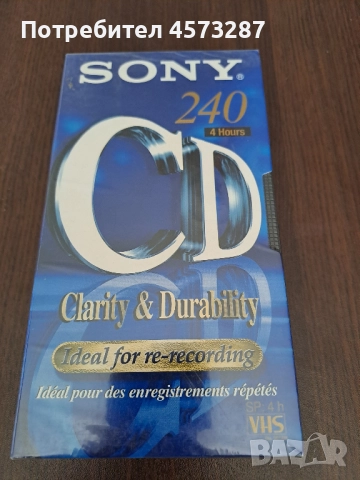 Потребител 4573287
SONY®
240
4 Hours
CD
Clarity & Durability
Ideal for re-recording
Idéal pour des enregistrements répétés
SP 4 h
VHS
BAZAR